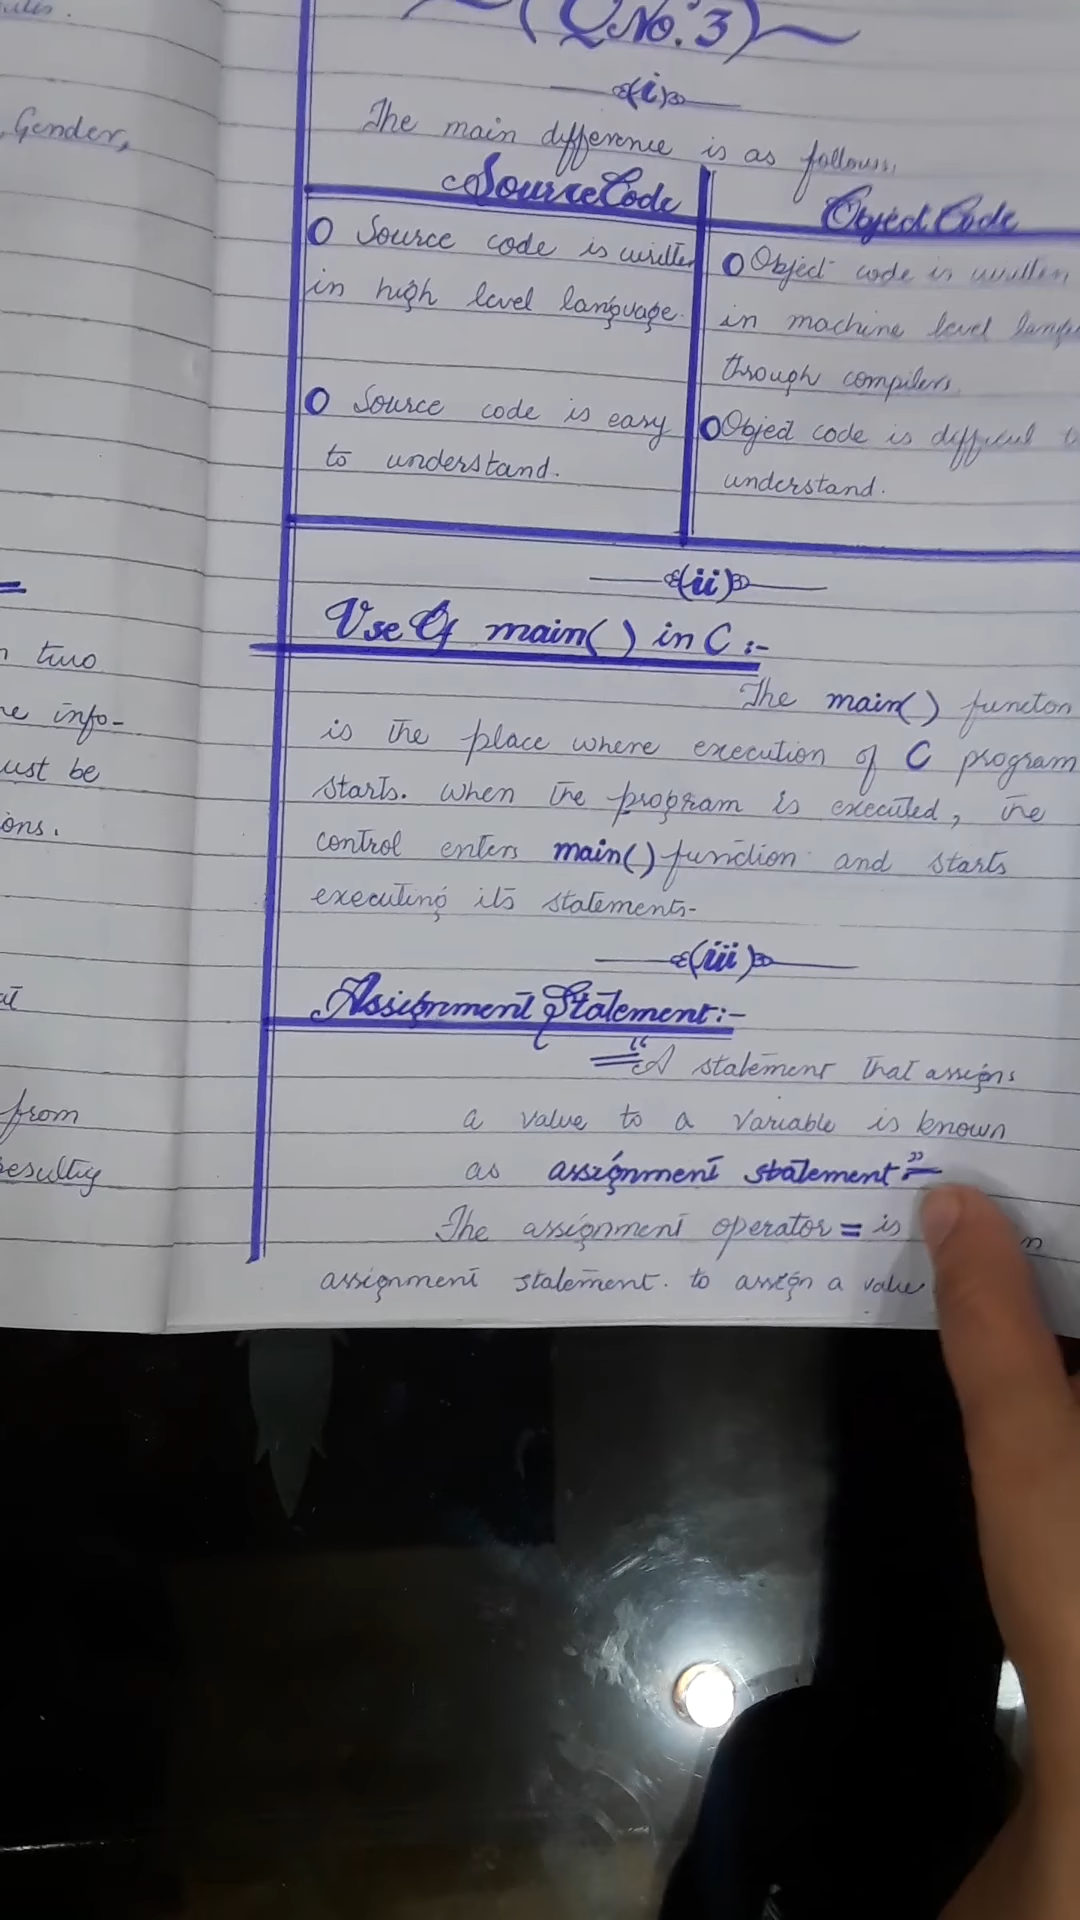 Gender,
two
info-
ust be
ions.
from
(Q No. 3)
(i)
The main difference is as follows.
Source Code
Object Code
Source code is written
in high level language.
Source code is easy
to understand.
Object code is written
in machine level
through compilers.
Object code is difficul
understand.
(ii)
Use Of main() in C :-
The main() functon
is the place where execution of C program
starts. when the program is executed, the
control enters main() function and starts
executing its statements-
(iii)
Assignment Statement:-
"A statement that assigns
a value to a variable is known
as assignment statement"
The assignment operator = is
assignment statement. to assign a value